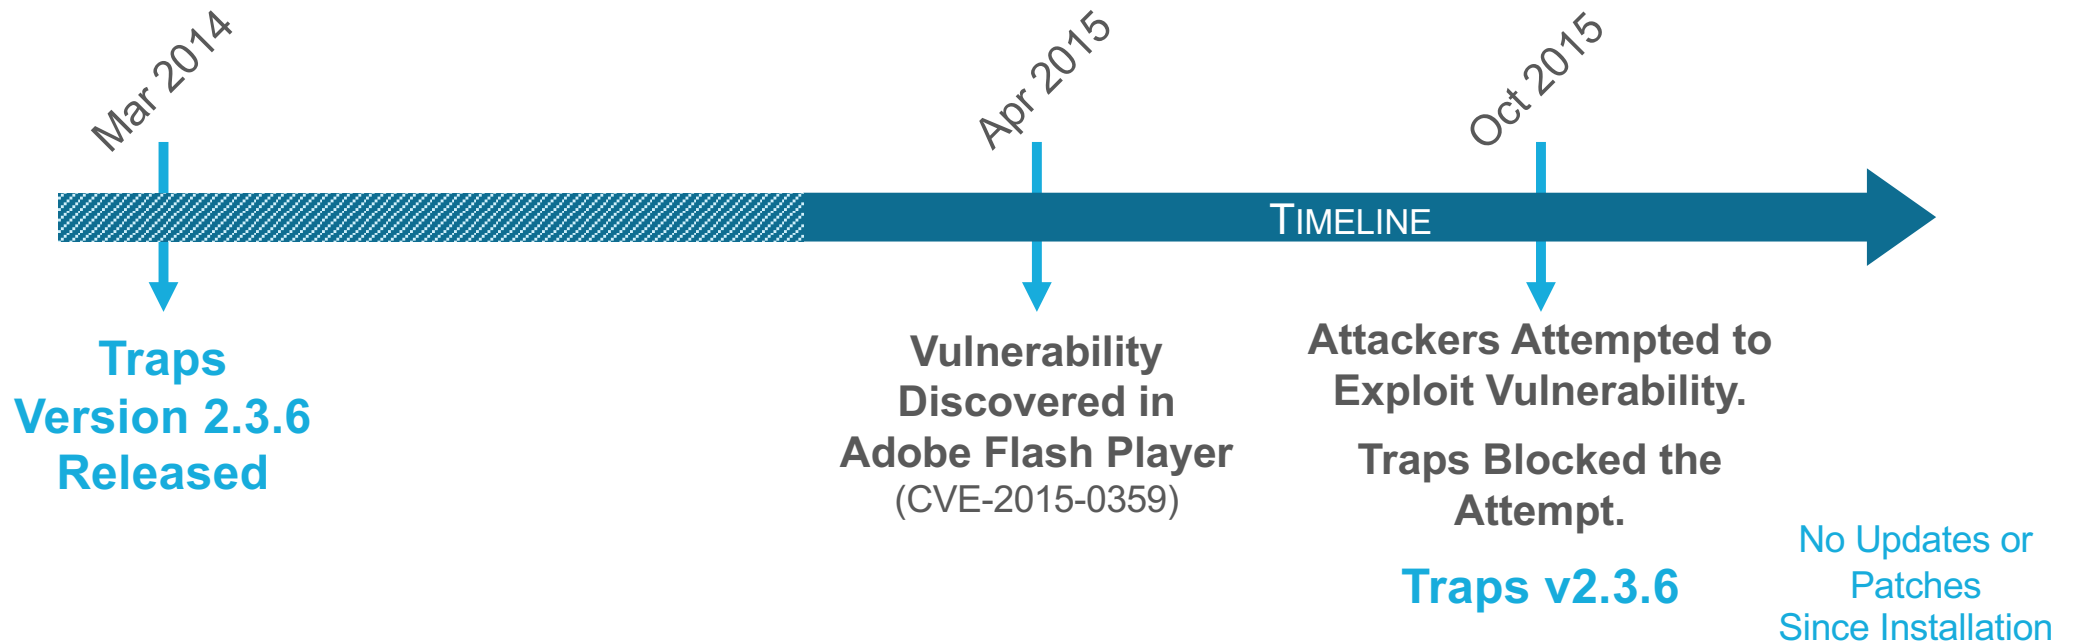 Mar 2014
Apr 2015
Oct 2015
TIMELINE
Traps
Version 2.3.6
Released
Vulnerability
Discovered in
Adobe Flash Player
(CVE-2015-0359)
Attackers Attempted to
Exploit Vulnerability.
Traps Blocked the
Attempt.
Traps v2.3.6
No Updates or
Patches
Since Installation